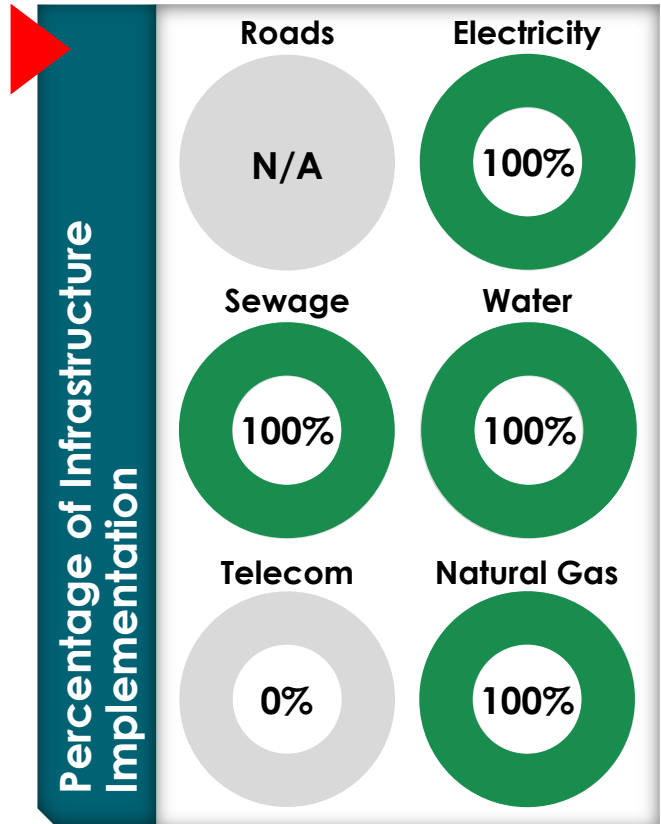 Percentage of Infrastructure
Implementation
Roads
N/A
Electricity
100%
Sewage
100%
Water
100%
Telecom
0%
Natural Gas
100%